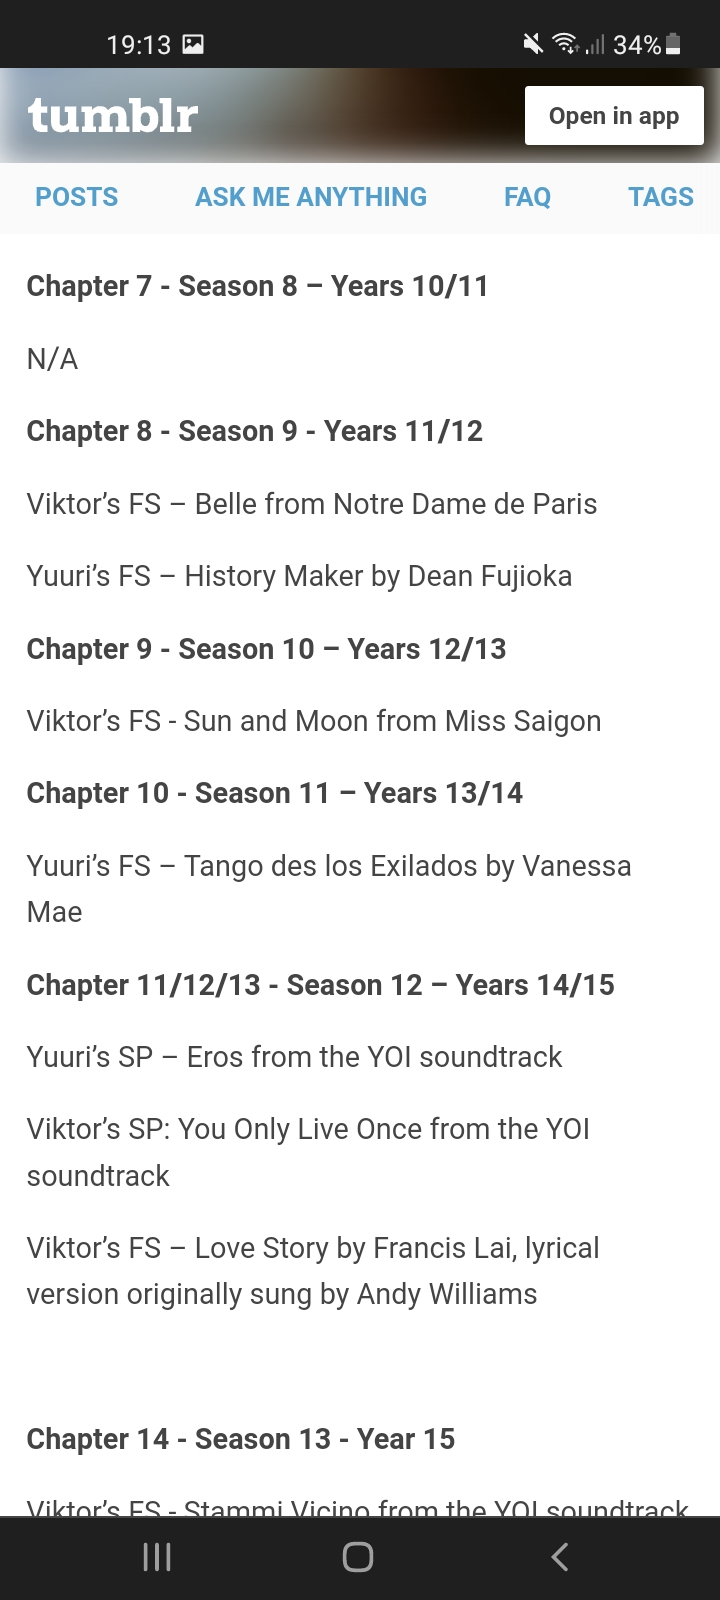 19:13 34%
tumblr Open in app
POSTS ASK ME ANYTHING FAQ TAGS
Chapter 7 - Season 8 – Years 10/11
N/A
Chapter 8 - Season 9 - Years 11/12
Viktor’s FS – Belle from Notre Dame de Paris
Yuuri’s FS – History Maker by Dean Fujioka
Chapter 9 - Season 10 – Years 12/13
Viktor’s FS - Sun and Moon from Miss Saigon
Chapter 10 - Season 11 – Years 13/14
Yuuri’s FS – Tango des los Exilados by Vanessa
Mae
Chapter 11/12/13 - Season 12 – Years 14/15
Yuuri’s SP – Eros from the YOI soundtrack
Viktor’s SP: You Only Live Once from the YOI
soundtrack
Viktor’s FS – Love Story by Francis Lai, lyrical
version originally sung by Andy Williams
Chapter 14 - Season 13 - Year 15
Viktor’s FS - Stammi Vicino from the YOI soundtrack